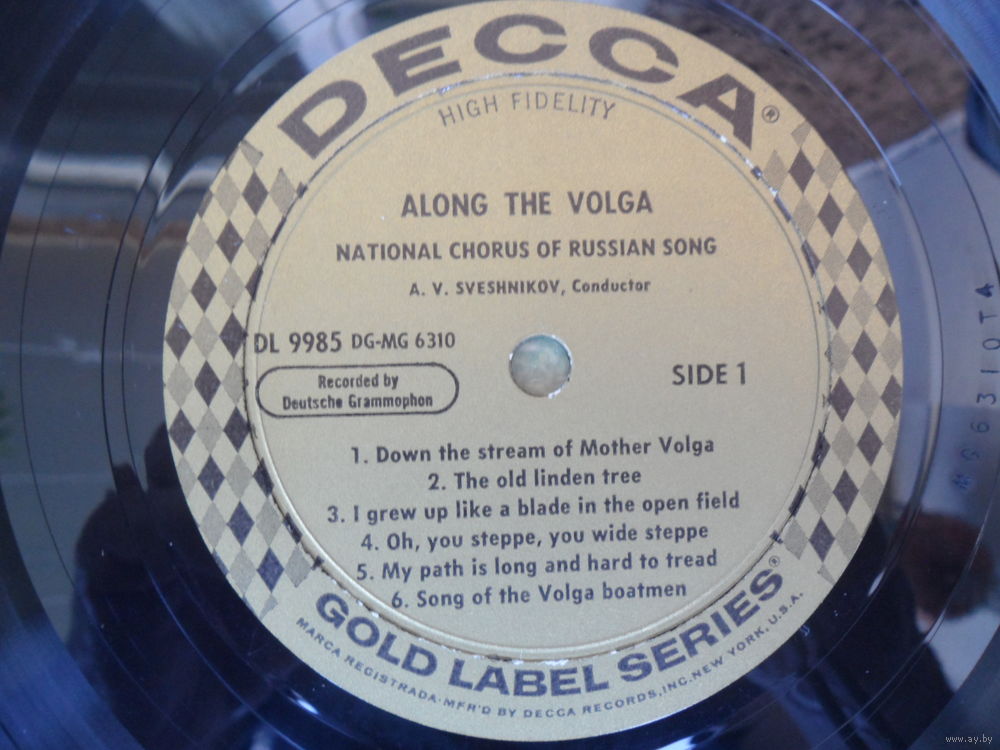 DECCA®
HIGH FIDELITY
ALONG THE VOLGA
NATIONAL CHORUS OF RUSSIAN SONG
A. V. SVESHNIKOV, Conductor
DL 9985 DG-MG 6310
Recorded by
Deutsche Grammophon
SIDE 1
1. Down the stream of Mother Volga
2. The old linden tree
3. I grew up like a blade in the open field
4. Oh, you steppe, you wide steppe
5. My path is long and hard to tread
6. Song of the Volga boatmen
GOLD LABEL SERIES®
MARCA REGISTRADA·MFR'D BY DECCA RECORDS, INC. NEW YORK, U.S.A.
MG6310T4
www.ay.by